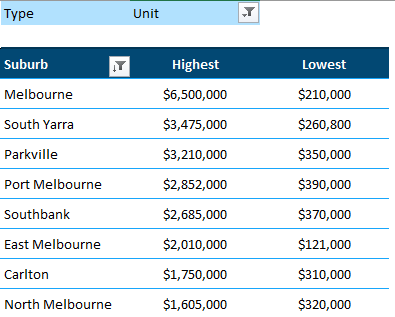 Type Unit
Suburb Highest Lowest
Melbourne $6,500,000 $210,000
South Yarra $3,475,000 $260,800
Parkville $3,210,000 $350,000
Port Melbourne $2,852,000 $390,000
Southbank $2,685,000 $370,000
East Melbourne $2,010,000 $121,000
Carlton $1,750,000 $310,000
North Melbourne $1,605,000 $320,000